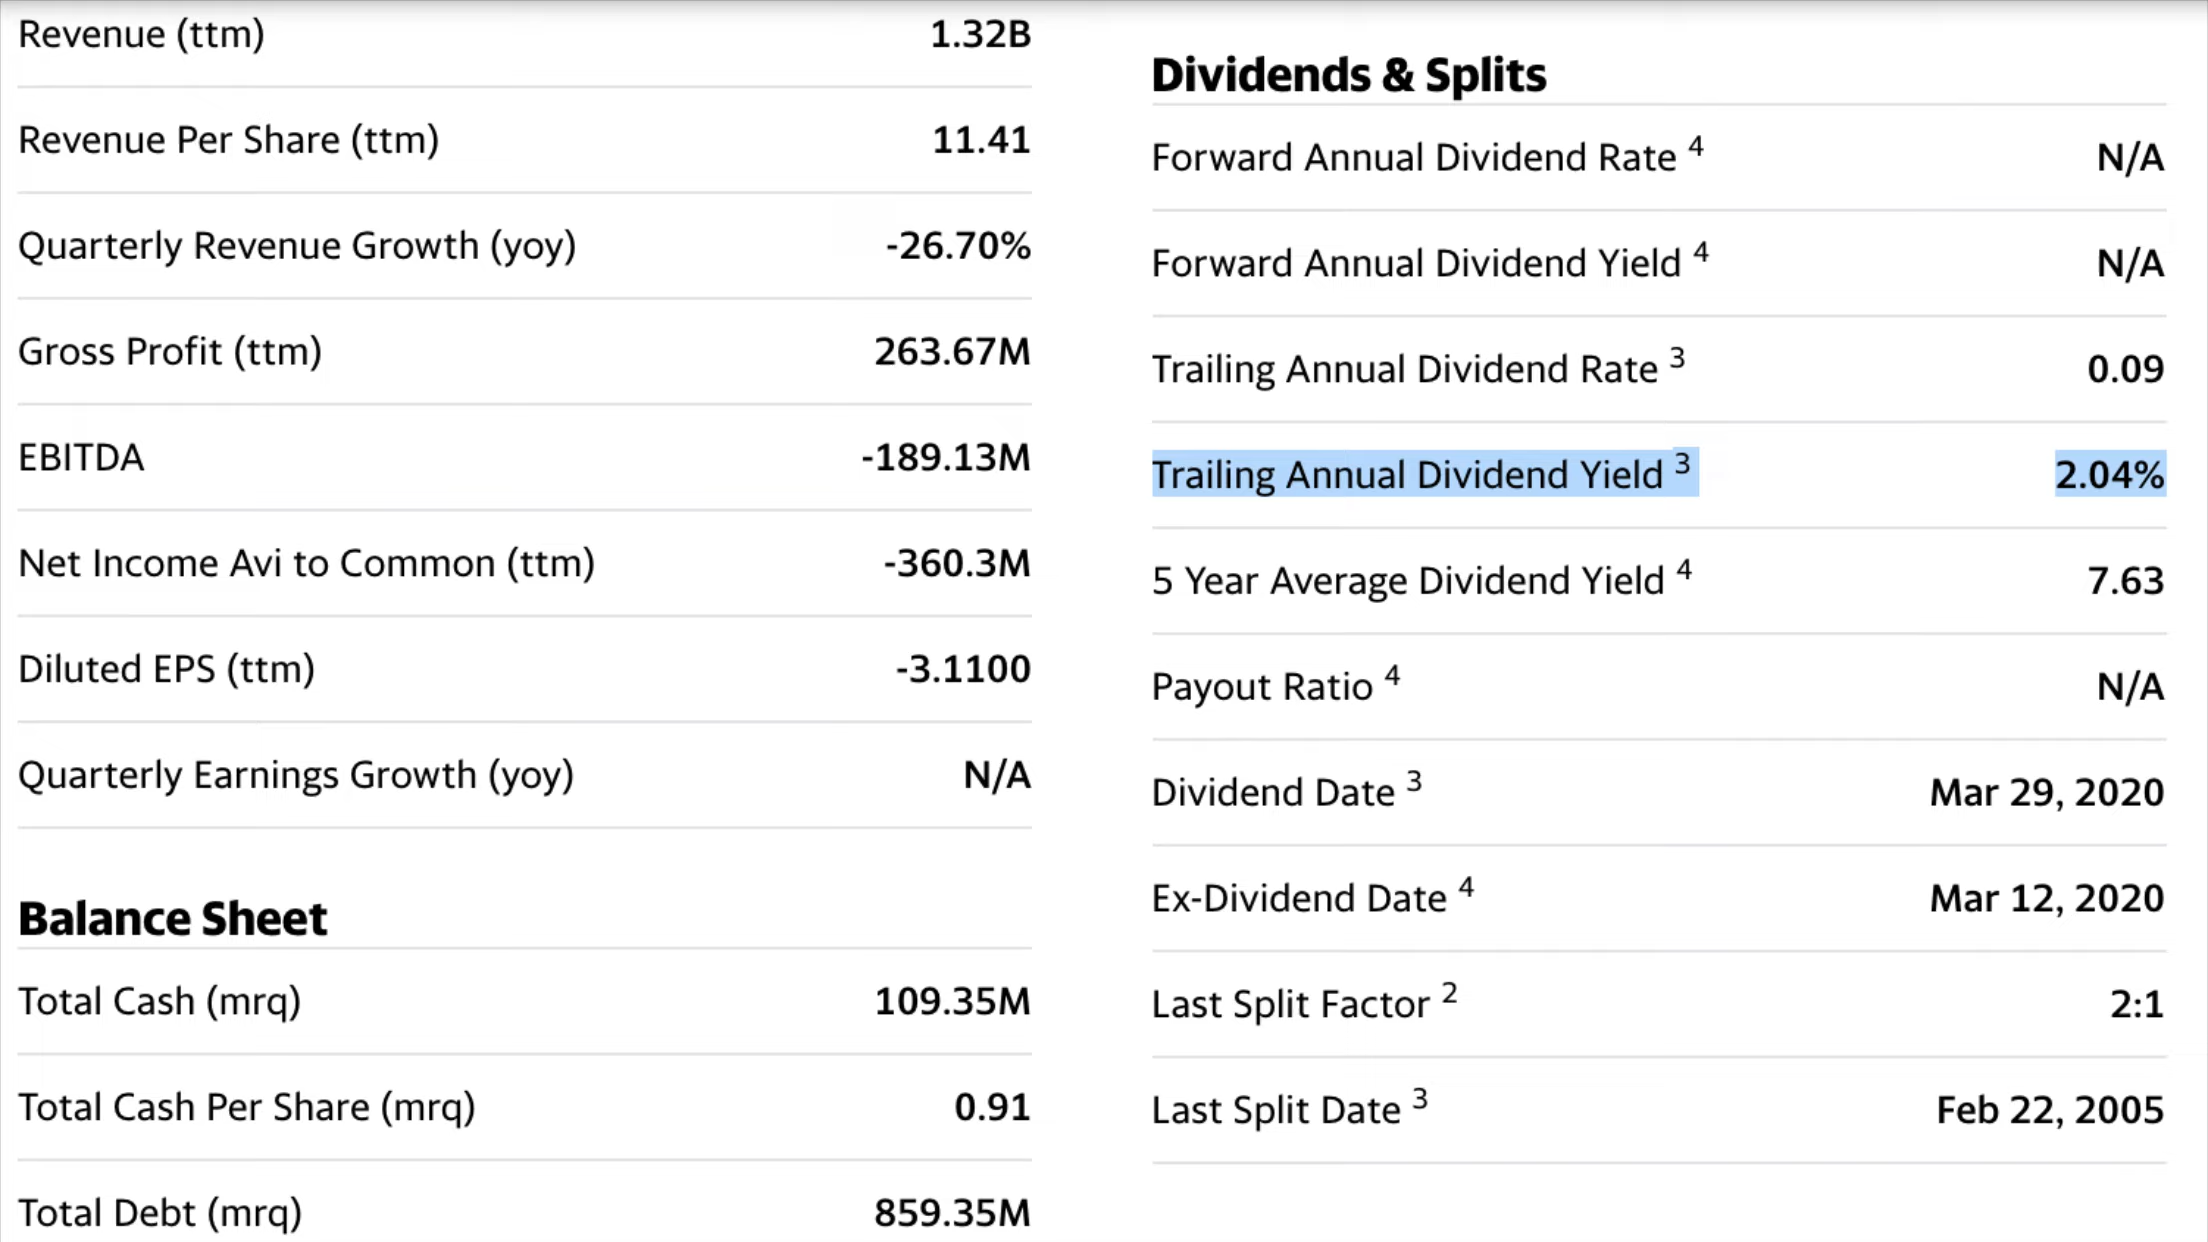 Revenue (ttm) 1.32B
Revenue Per Share (ttm) 11.41
Quarterly Revenue Growth (yoy) -26.70%
Gross Profit (ttm) 263.67M
EBITDA -189.13M
Net Income Avi to Common (ttm) -360.3M
Diluted EPS (ttm) -3.1100
Quarterly Earnings Growth (yoy) N/A
Balance Sheet
Total Cash (mrq) 109.35M
Total Cash Per Share (mrq) 0.91
Total Debt (mrq) 859.35M
Dividends & Splits
Forward Annual Dividend Rate 4 N/A
Forward Annual Dividend Yield 4 N/A
Trailing Annual Dividend Rate 3 0.09
Trailing Annual Dividend Yield 3 2.04%
5 Year Average Dividend Yield 4 7.63
Payout Ratio 4 N/A
Dividend Date 3 Mar 29, 2020
Ex-Dividend Date 4 Mar 12, 2020
Last Split Factor 2 2:1
Last Split Date 3 Feb 22, 2005